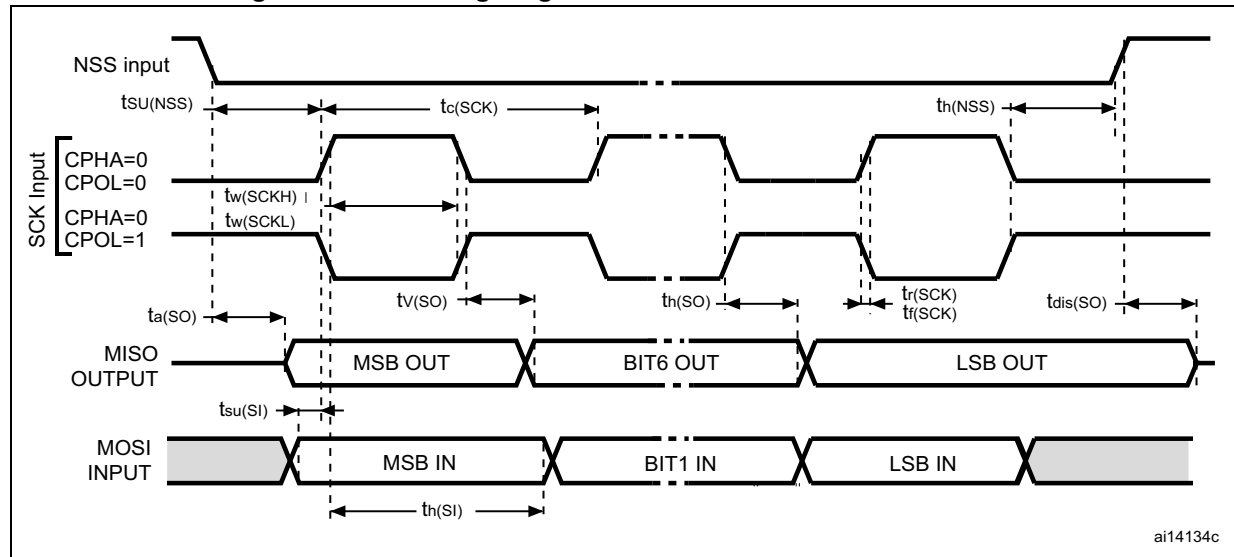 NSS input
tSU(NSS)
tc(SCK)
th(NSS)
SCK Input
CPHA=0
CPOL=0
tw(SCKH)
CPHA=0
tw(SCKL)
CPOL=1
tV(SO)
th(SO)
tr(SCK)
tf(SCK)
tdis(SO)
ta(SO)
MISO
OUTPUT
MSB OUT
BIT6 OUT
LSB OUT
tsu(SI)
MOSI
INPUT
MSB IN
BIT1 IN
LSB IN
th(SI)
ai14134c